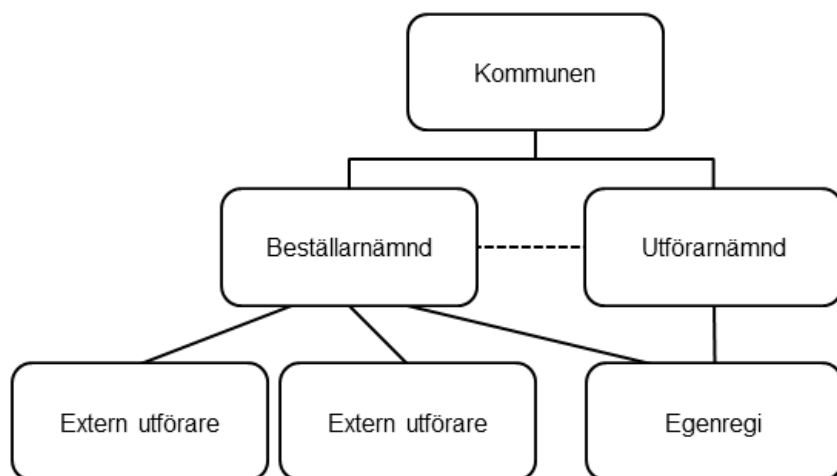 Kommunen
Beställarnämnd
Utförarnämnd
Extern utförare
Extern utförare
Egenregi